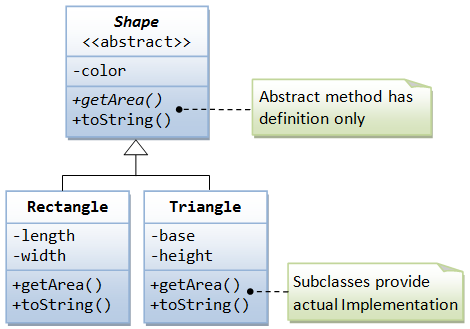 Shape
<<abstract>>
-color
+getArea()
+toString()
Abstract method has
definition only
Rectangle
-length
-width
+getArea()
+toString()
Triangle
-base
-height
+getArea()
+toString()
Subclasses provide
actual Implementation